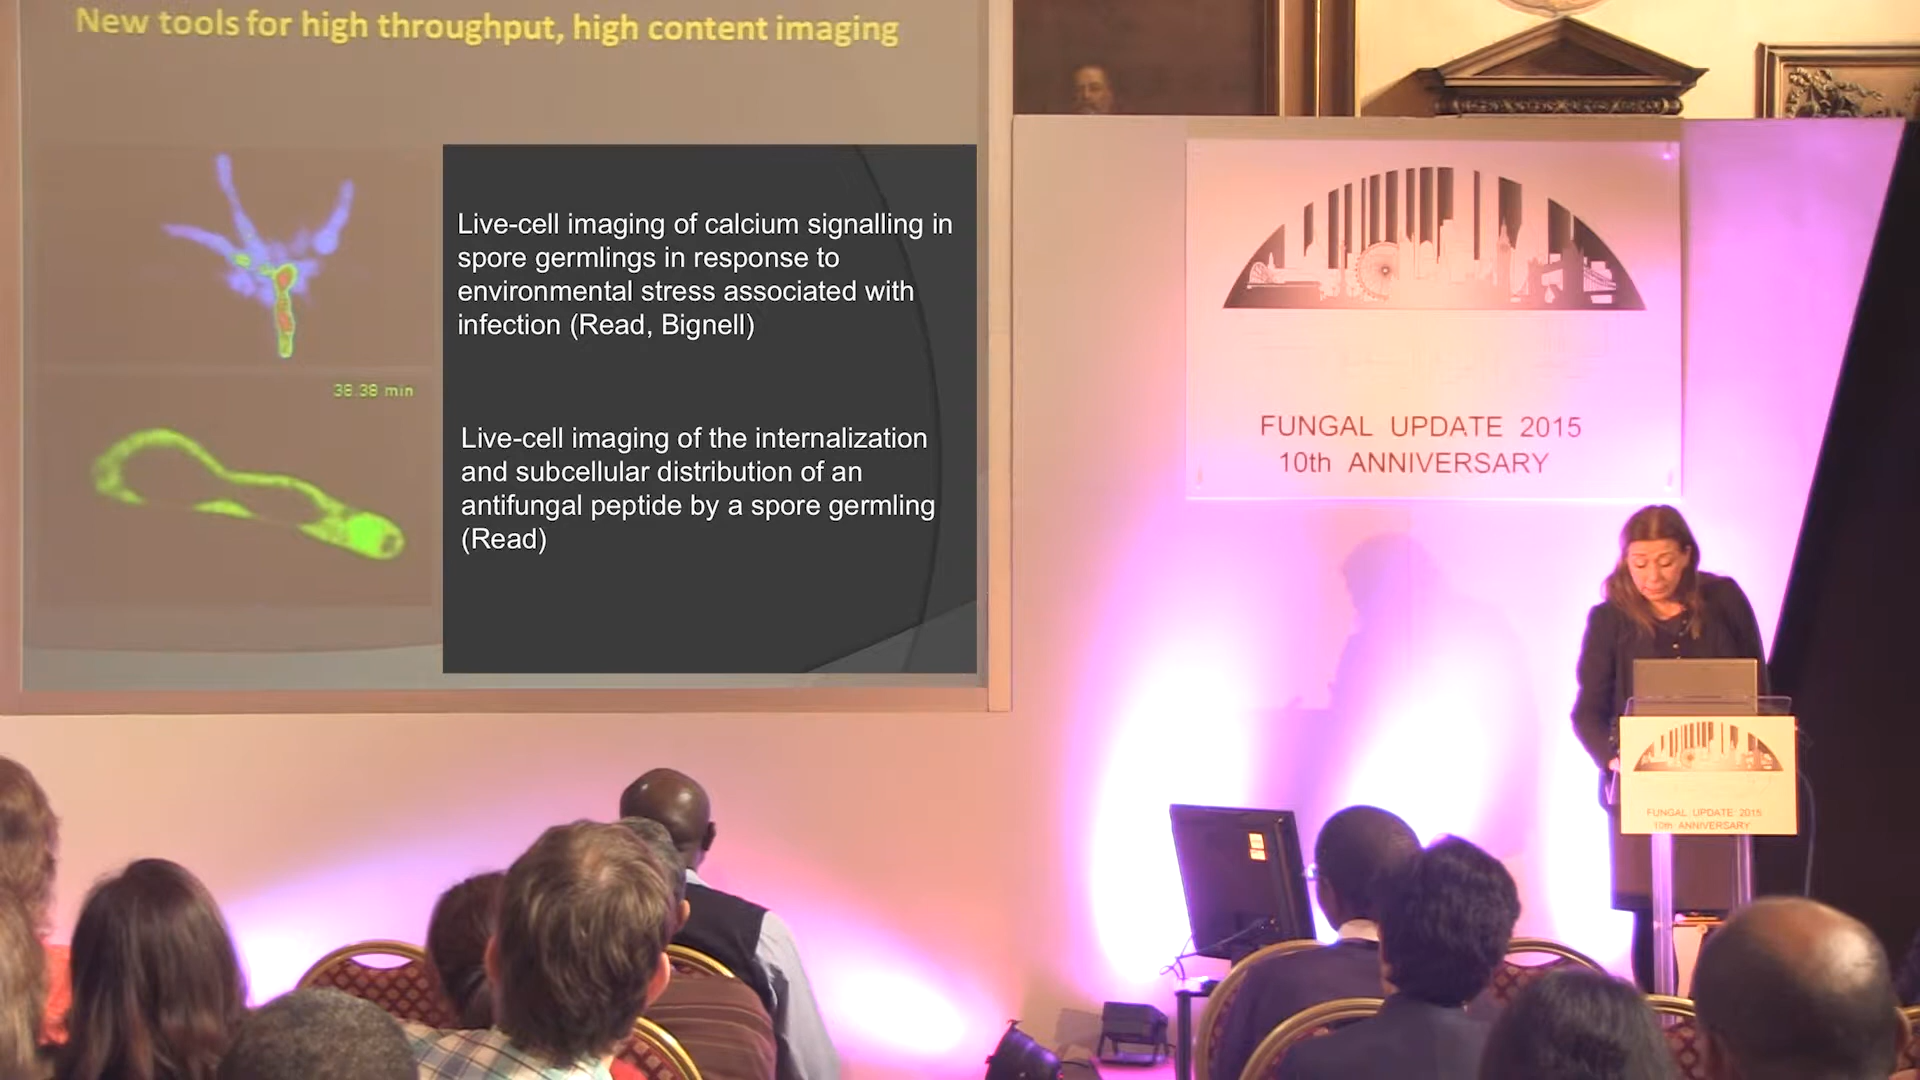 New tools for high throughput, high content imaging
Live-cell imaging of calcium signalling in
spore germlings in response to
environmental stress associated with
infection (Read, Bignell)
38.38 min
Live-cell imaging of the internalization
and subcellular distribution of an
antifungal peptide by a spore germling
(Read)
FUNGAL UPDATE 2015
10th ANNIVERSARY
FUNGAL UPDATE 2015
10th ANNIVERSARY